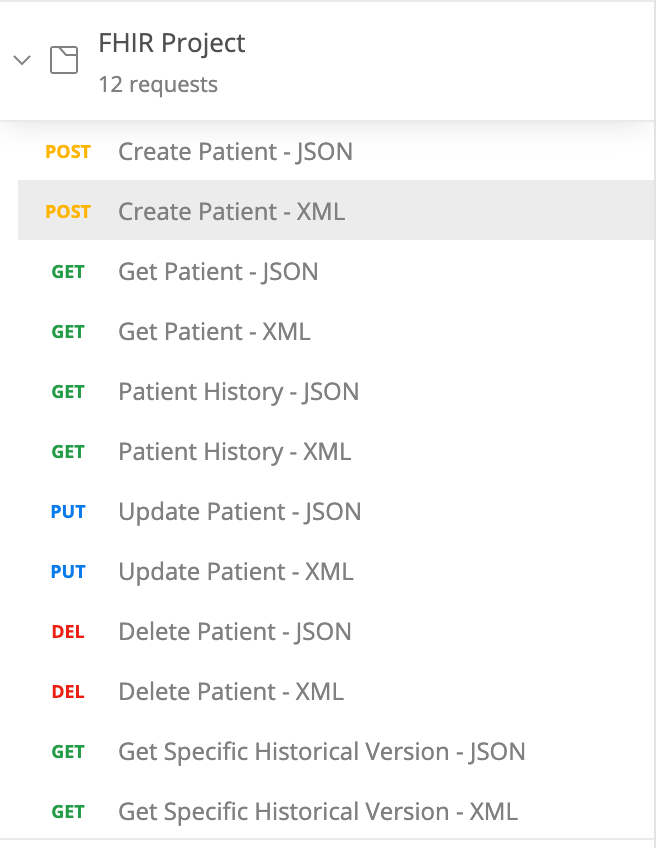 FHIR Project
12 requests
POST Create Patient - JSON
POST Create Patient - XML
GET Get Patient - JSON
GET Get Patient - XML
GET Patient History - JSON
GET Patient History - XML
PUT Update Patient - JSON
PUT Update Patient - XML
DEL Delete Patient - JSON
DEL Delete Patient - XML
GET Get Specific Historical Version - JSON
GET Get Specific Historical Version - XML